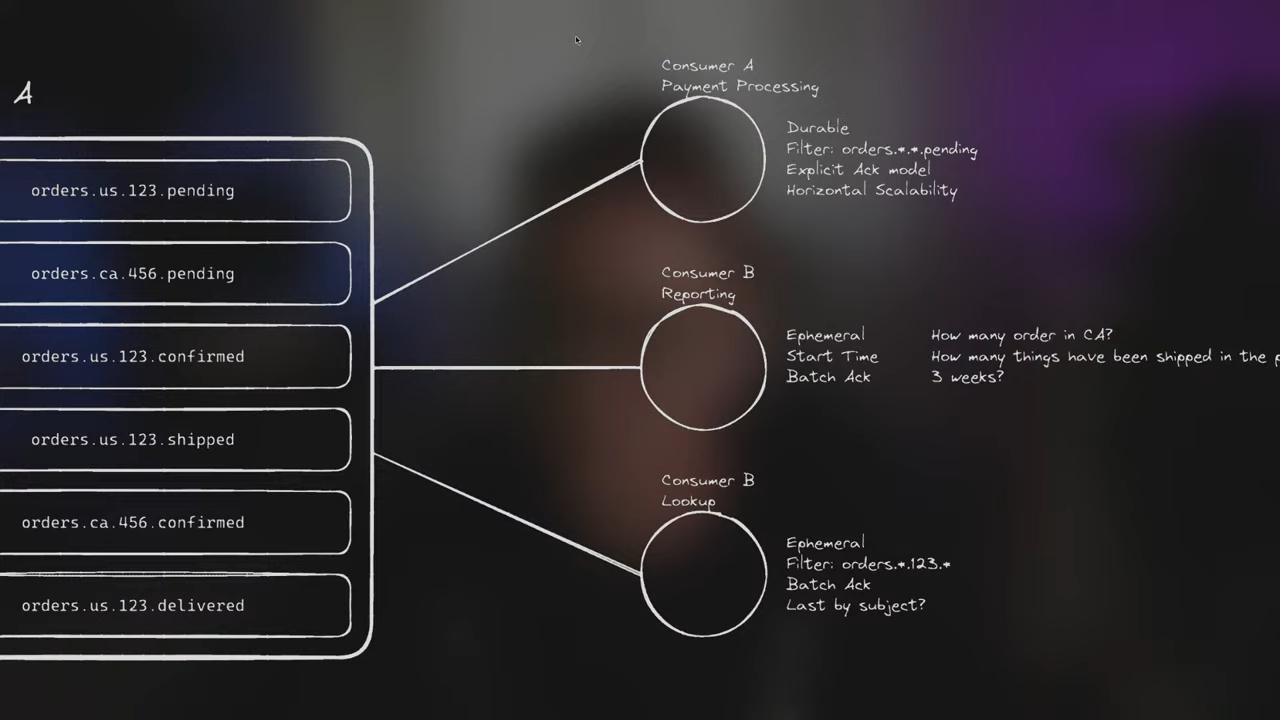 A
orders.us.123.pending
orders.ca.456.pending
orders.us.123.confirmed
orders.us.123.shipped
orders.ca.456.confirmed
orders.us.123.delivered
Consumer A
Payment Processing
Durable
Filter: orders.*.*.pending
Explicit Ack model
Horizontal Scalability
Consumer B
Reporting
Ephemeral
Start Time
Batch Ack
How many order in CA?
How many things have been shipped in the
3 weeks?
Consumer B
Lookup
Ephemeral
Filter: orders.*.123.*
Batch Ack
Last by subject?